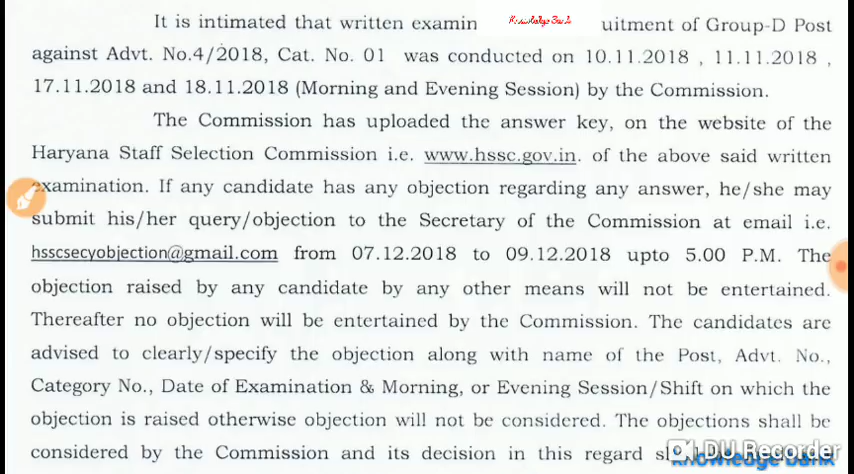 It is intimated that written examin Knowledge Bank uitment of Group-D Post
against Advt. No.4/2018, Cat. No. 01 was conducted on 10.11.2018 , 11.11.2018 ,
17.11.2018 and 18.11.2018 (Morning and Evening Session) by the Commission.
The Commission has uploaded the answer key, on the website of the
Haryana Staff Selection Commission i.e. www.hssc.gov.in. of the above said written
examination. If any candidate has any objection regarding any answer, he/she may
submit his/her query/objection to the Secretary of the Commission at email i.e.
hsscsecyobjection@gmail.com from 07.12.2018 to 09.12.2018 upto 5.00 P.M. The
objection raised by any candidate by any other means will not be entertained.
Thereafter no objection will be entertained by the Commission. The candidates are
advised to clearly/specify the objection along with name of the Post, Advt. No.,
Category No., Date of Examination & Morning, or Evening Session/Shift on which the
objection is raised otherwise objection will not be considered. The objections shall be
considered by the Commission and its decision in this regard
DU Recorder
Knowledge Bank